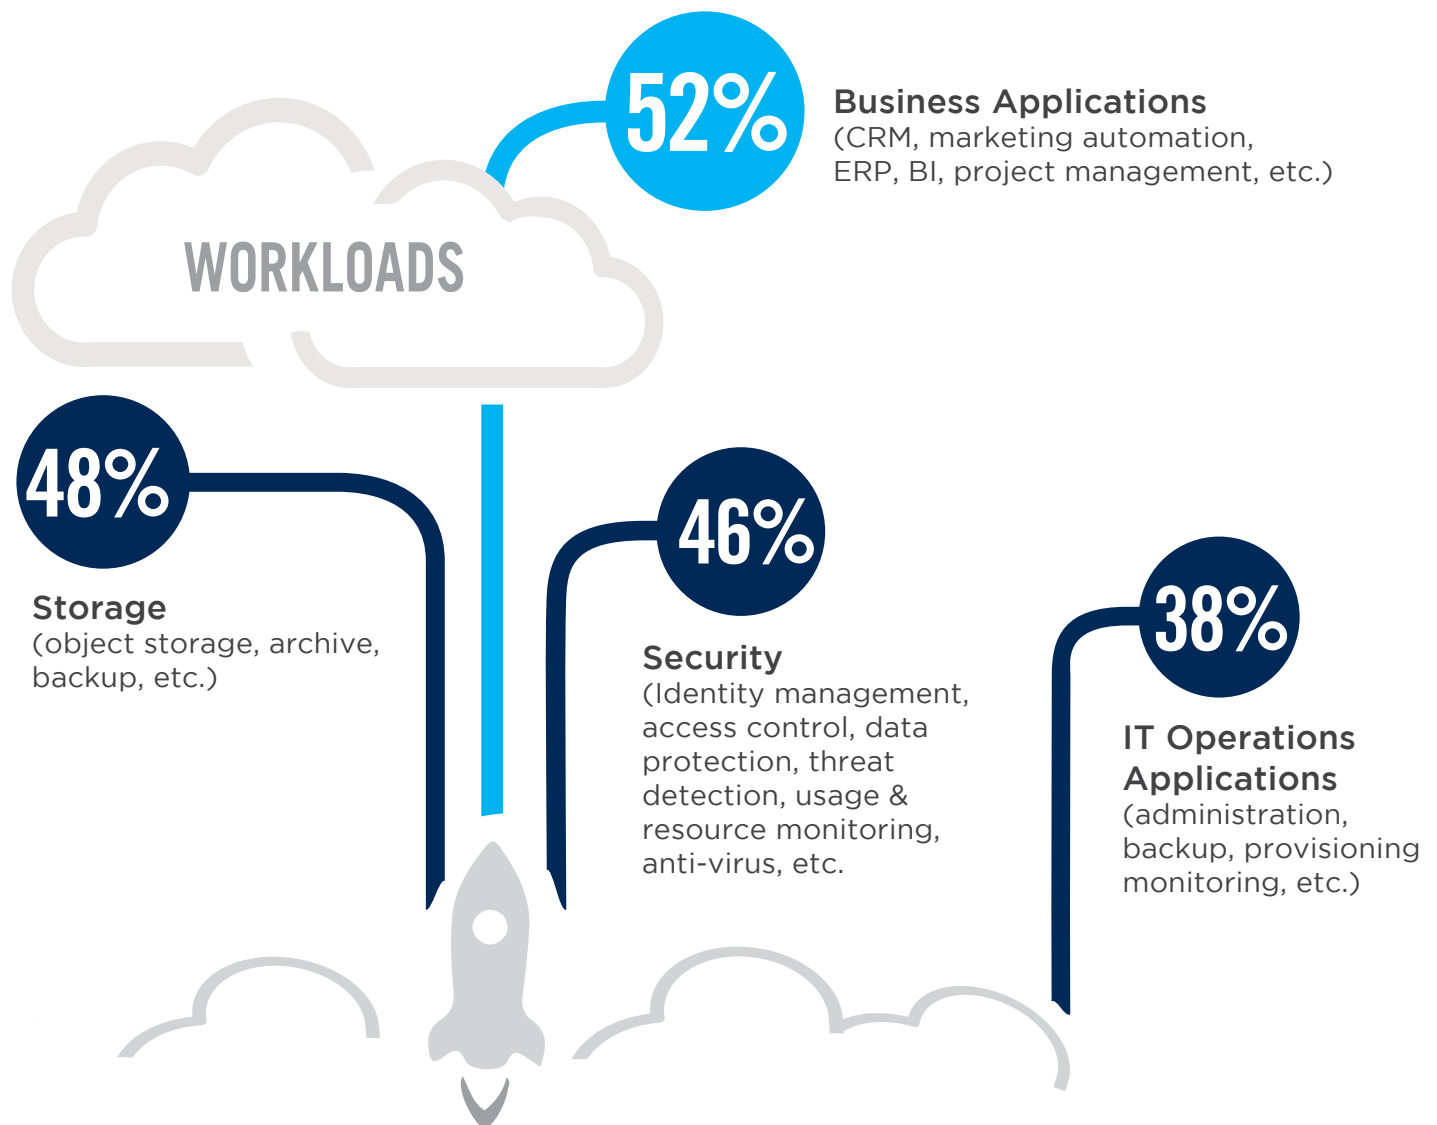 52%
Business Applications
(CRM, marketing automation,
ERP, BI, project management, etc.)
WORKLOADS
48%
Storage
(object storage, archive,
backup, etc.)
46%
Security
(Identity management,
access control, data
protection, threat
detection, usage &
resource monitoring,
anti-virus, etc.
38%
IT Operations
Applications
(administration,
backup, provisioning
monitoring, etc.)